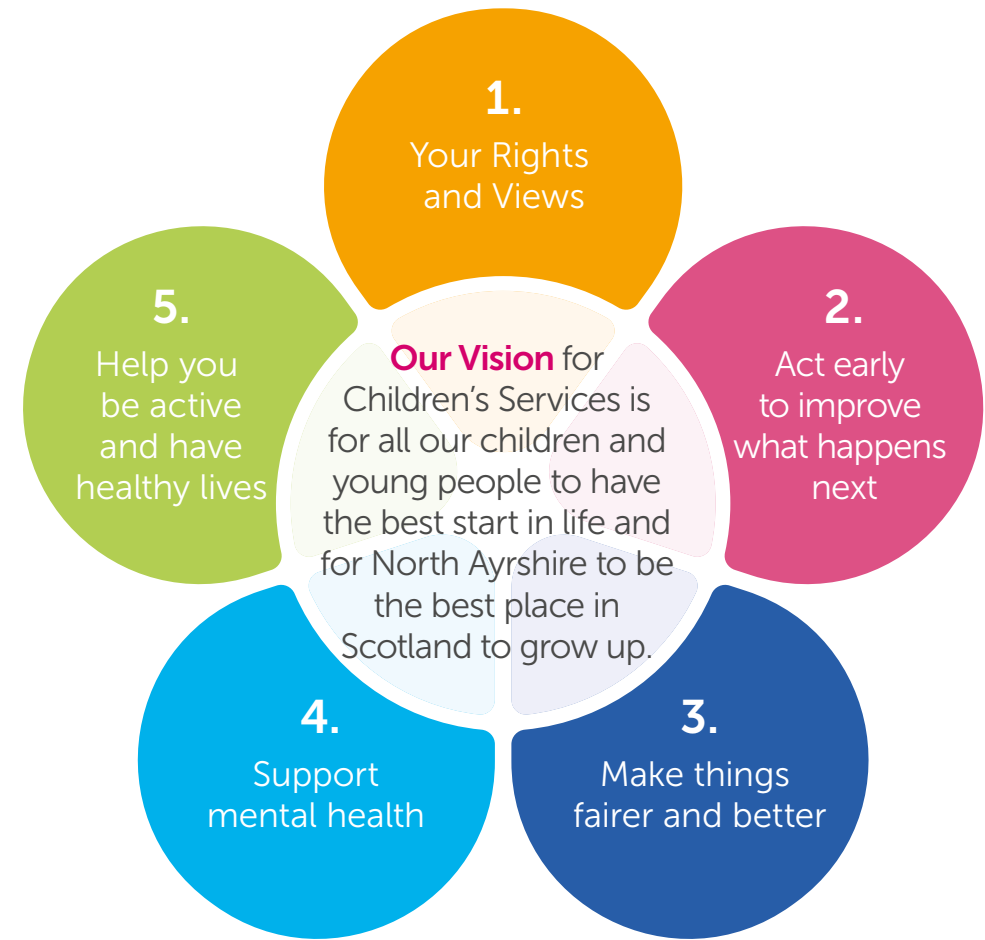 1.
Your Rights
and Views
2.
Act early
to improve
what happens
next
3.
Make things
fairer and better
4.
Support
mental health
5.
Help you
be active
and have
healthy lives
Our Vision for
Children’s Services is
for all our children and
young people to have
the best start in life and
for North Ayrshire to be
the best place in
Scotland to grow up.